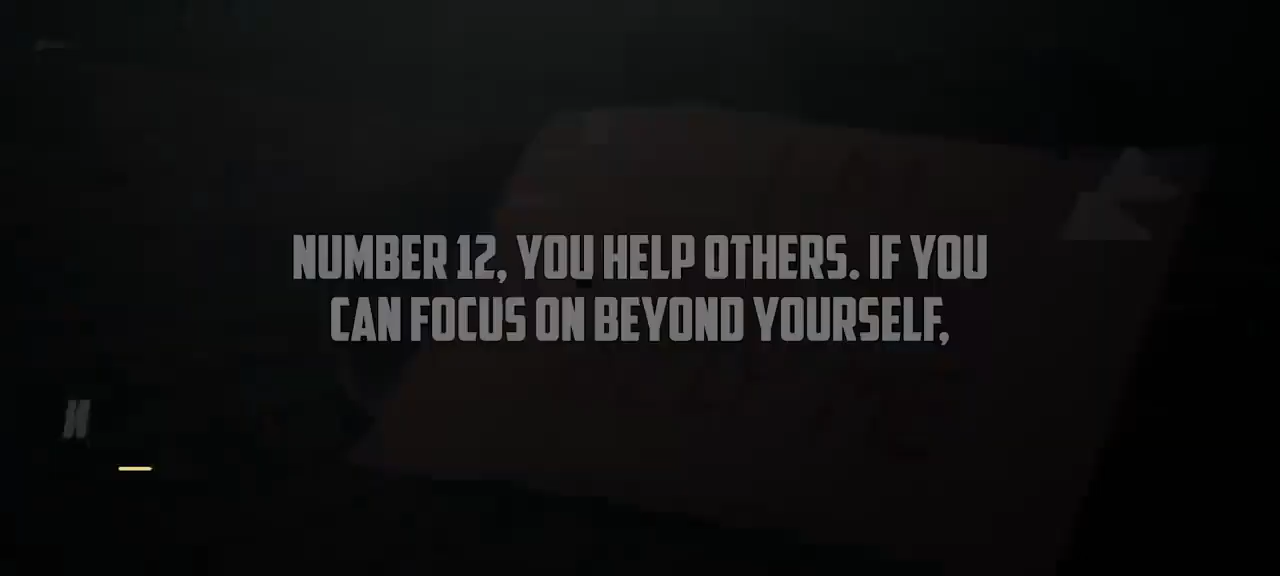 NUMBER 12, YOU HELP OTHERS. IF YOU
CAN FOCUS ON BEYOND YOURSELF,